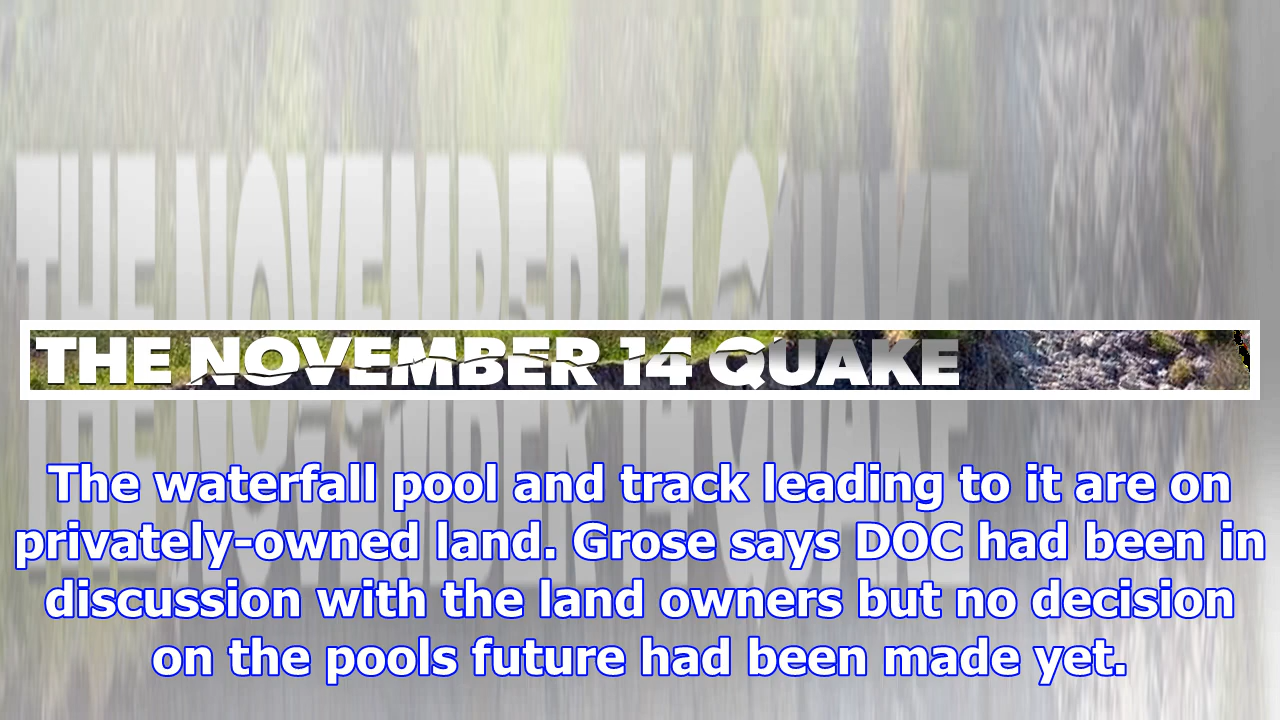 THE NOVEMBER 14 QUAKE
The waterfall pool and track leading to it are on
privately-owned land. Grose says DOC had been in
discussion with the land owners but no decision
on the pools future had been made yet.